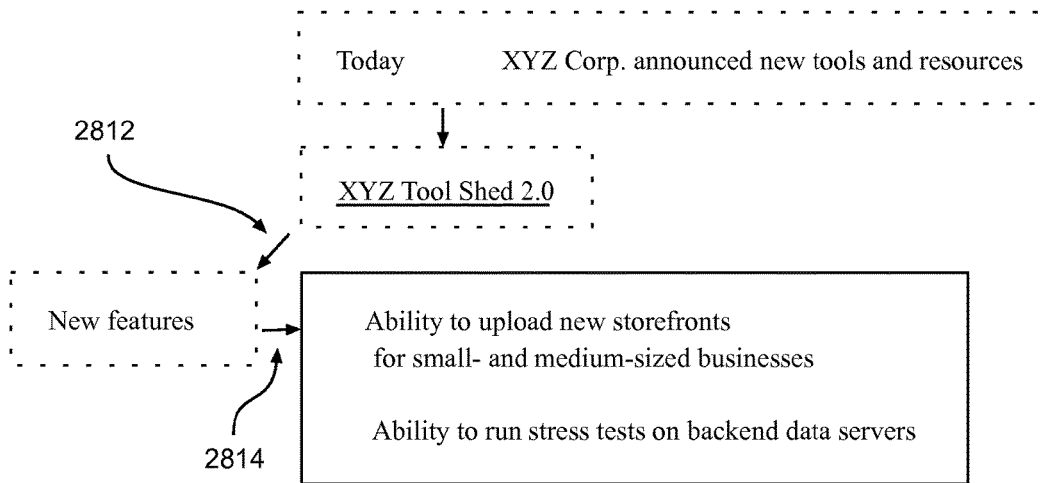 Today XYZ Corp. announced new tools and resources
2812
XYZ Tool Shed 2.0
New features
Ability to upload new storefronts
for small- and medium-sized businesses
Ability to run stress tests on backend data servers
2814